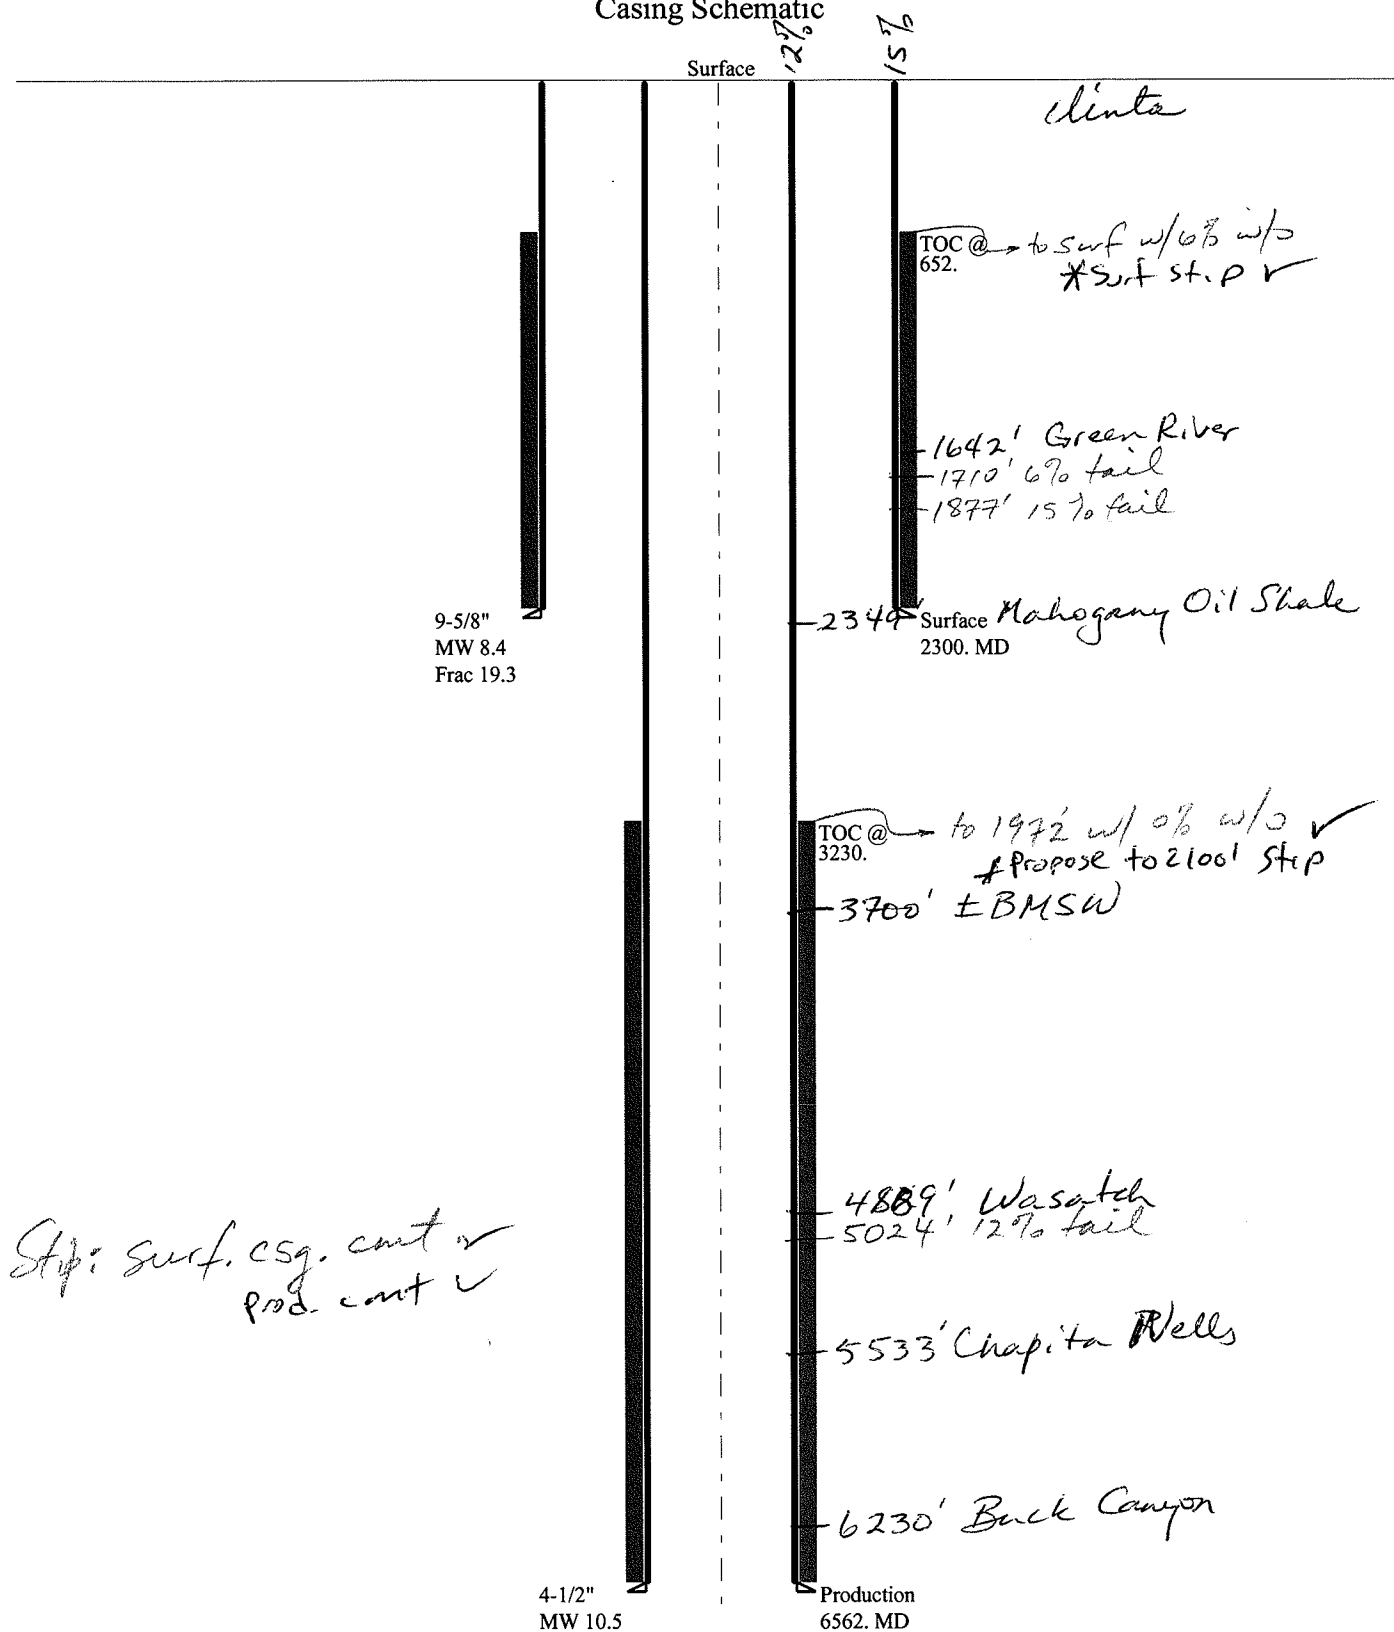 Casing Schematic
12%
15%
Surface
Uinta
TOC @ → to surf w/6% w/o
652.
*Surf stip ✓
1642' Green River
1710' 6% tail
1877' 15% tail
9-5/8"
MW 8.4
Frac 19.3
2349'
Surface Mahogany Oil Shale
2300. MD
TOC @ → to 1972' w/ 0% w/o ✓
3230.
*Propose to 2100' stip
3700' ±BMSW
4869' Wasatch
5024' 12% tail
Stip: surf. csg. cmt ✓
prod. cmt ✓
5533' Chapita Wells
6230' Buck Canyon
4-1/2"
MW 10.5
Production
6562. MD